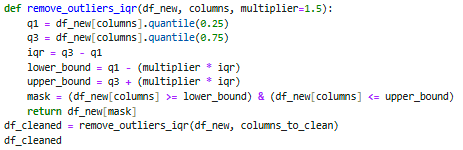 def remove_outliers_iqr(df_new, columns, multiplier=1.5):
    q1 = df_new[columns].quantile(0.25)
    q3 = df_new[columns].quantile(0.75)
    iqr = q3 - q1
    lower_bound = q1 - (multiplier * iqr)
    upper_bound = q3 + (multiplier * iqr)
    mask = (df_new[columns] >= lower_bound) & (df_new[columns] <= upper_bound)
    return df_new[mask]
df_cleaned = remove_outliers_iqr(df_new, columns_to_clean)
df_cleaned